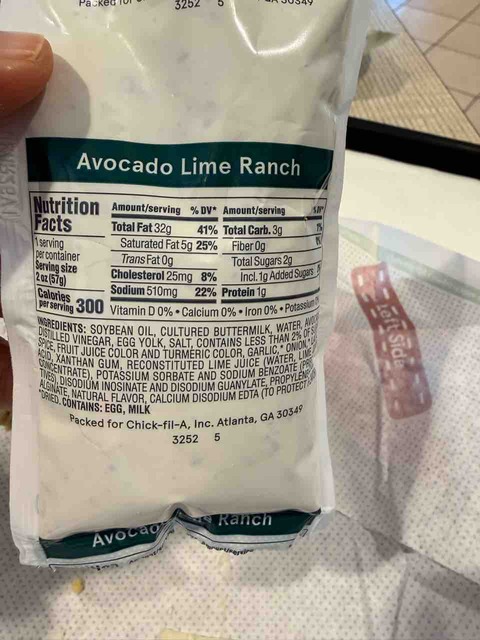 Packed for
3252 5
GA 30349
Avocado Lime Ranch
Nutrition Facts
1 serving per container
Serving size
2 oz (57g)
Calories per serving 300
Amount/serving % DV*
Total Fat 32g 41%
Saturated Fat 5g 25%
Trans Fat 0g
Cholesterol 25mg 8%
Sodium 510mg 22%
Amount/serving
Total Carb. 3g
Fiber 0g
Total Sugars 2g
Incl. 1g Added Sugars
Protein 1g
Vitamin D 0% • Calcium 0% • Iron 0% • Potassium
INGREDIENTS: SOYBEAN OIL, CULTURED BUTTERMILK, WATER,
DISTILLED VINEGAR, EGG YOLK, SALT, CONTAINS LESS THAN 2% OF
SPICE, FRUIT JUICE COLOR AND TURMERIC COLOR, GARLIC,* ONION,*
ACID, XANTHAN GUM, RECONSTITUTED LIME JUICE (WATER, LIME
CONCENTRATE), POTASSIUM SORBATE AND SODIUM BENZOATE
DISODIUM INOSINATE AND DISODIUM GUANYLATE,
ALGINATE, NATURAL FLAVOR, CALCIUM DISODIUM EDTA (TO PROTECT
*DRIED. CONTAINS: EGG, MILK
Packed for Chick-fil-A, Inc. Atlanta, GA 30349
3252 5
Ranch
Left Side